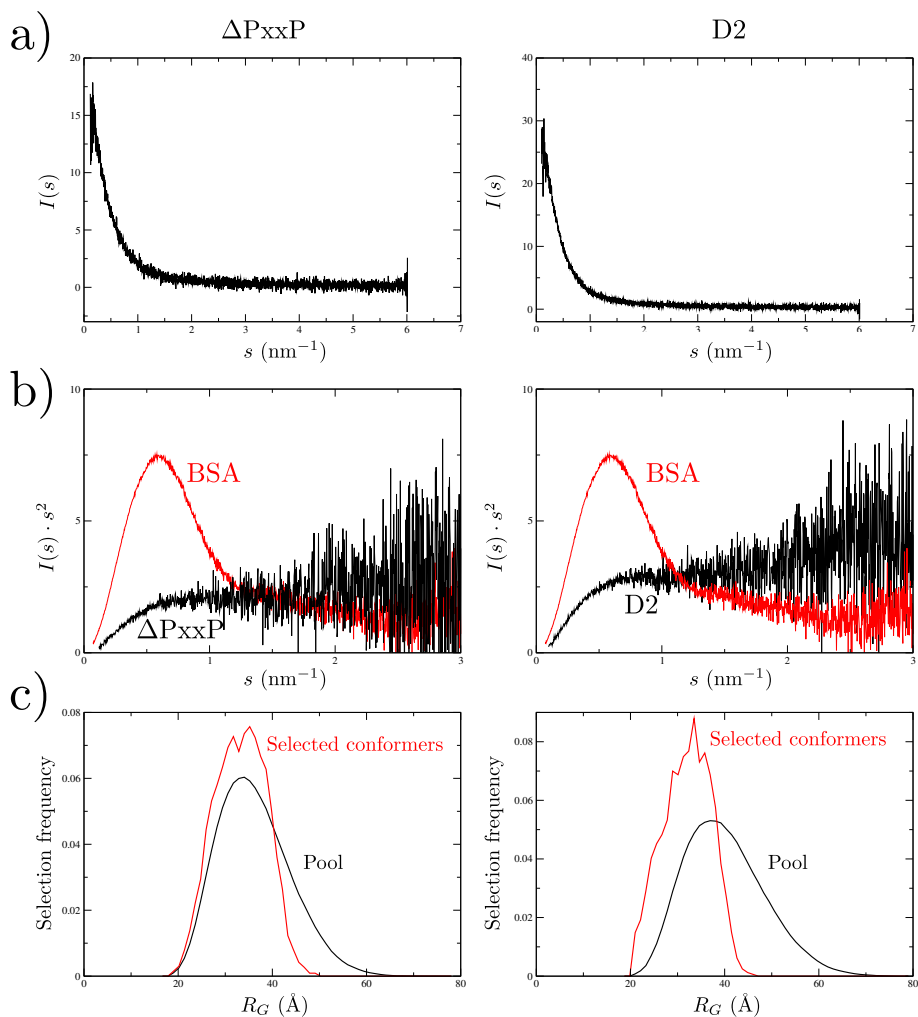 a)
ΔPxxP
D2
20
15
10
5
0
I(s)
0 1 2 3 4 5 6 7
s (nm⁻¹)
40
30
20
10
0
I(s)
0 1 2 3 4 5 6 7
s (nm⁻¹)
b)
10
5
0
I(s) · s²
BSA
ΔPxxP
0 1 2 3
s (nm⁻¹)
10
5
0
I(s) · s²
BSA
D2
0 1 2 3
s (nm⁻¹)
c)
0.08
0.06
0.04
0.02
0
Selection frequency
Selected conformers
Pool
0 20 40 60 80
R_G (Å)
0.08
0.06
0.04
0.02
0
Selection frequency
Selected conformers
Pool
0 20 40 60 80
R_G (Å)